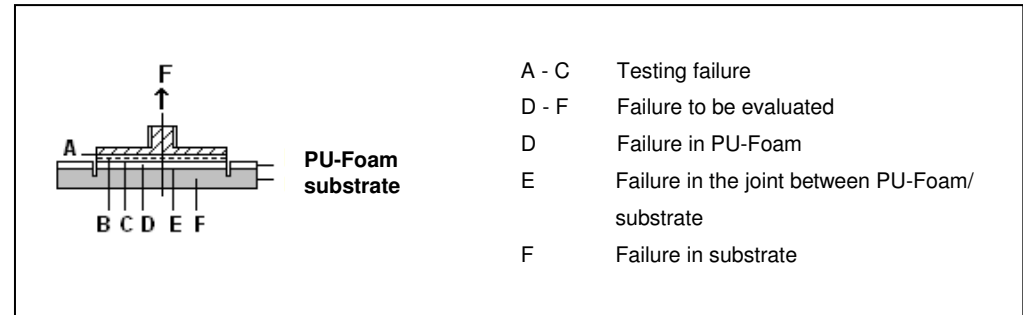 F
A
PU-Foam
substrate
B C D E F
A - C Testing failure
D - F Failure to be evaluated
D Failure in PU-Foam
E Failure in the joint between PU-Foam/
substrate
F Failure in substrate